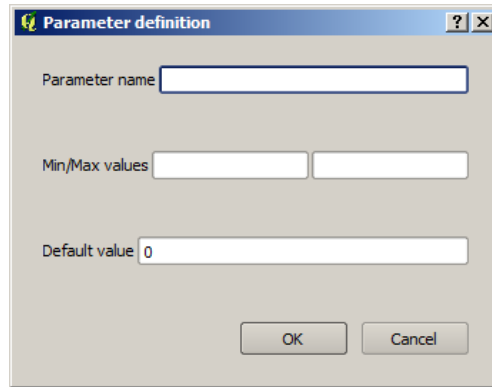 Parameter definition
Parameter name
Min/Max values
Default value 0
OK Cancel